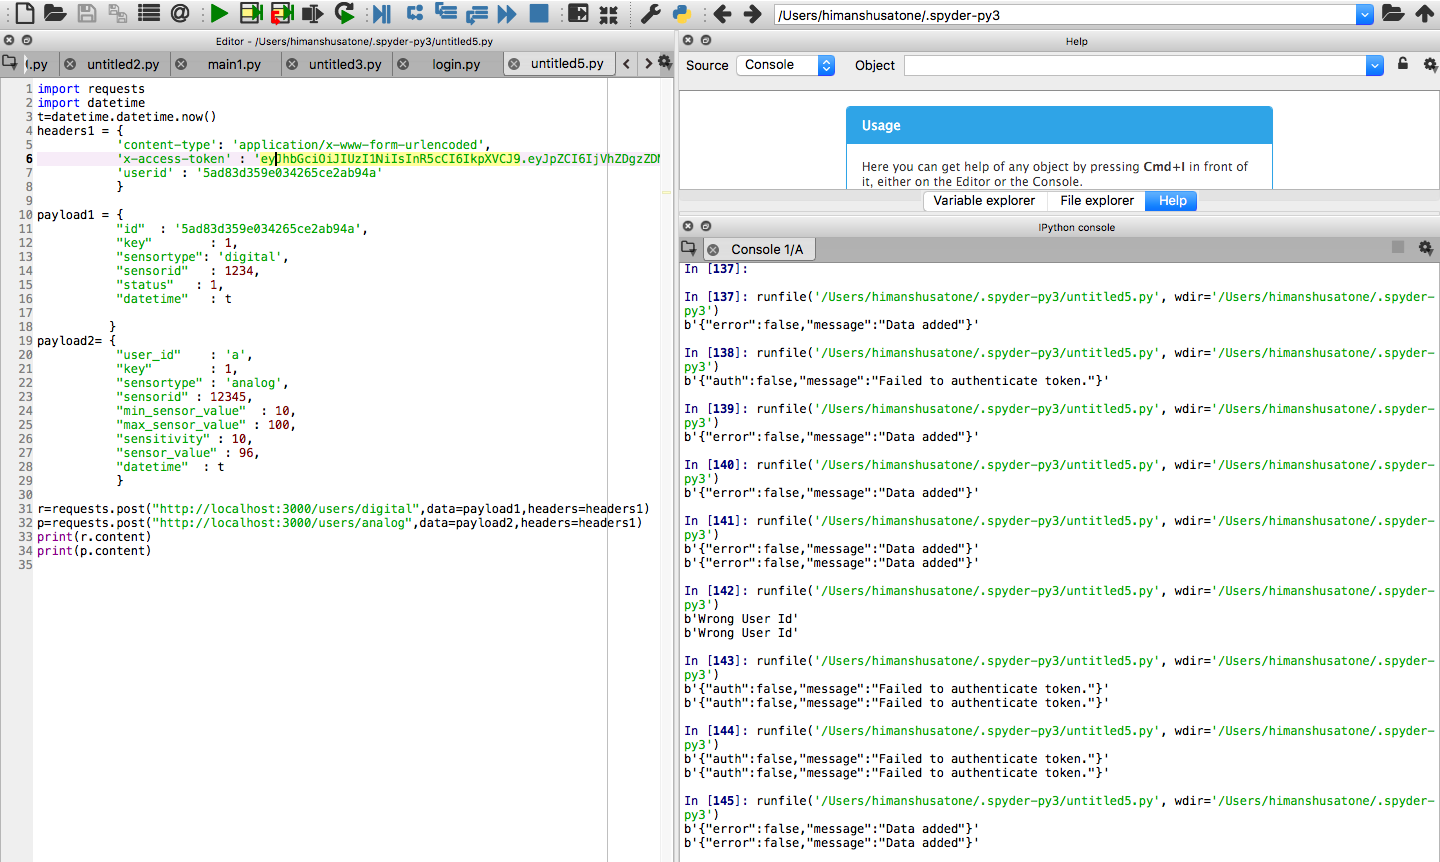 /Users/himanshusatone/.spyder-py3
Editor - /Users/himanshusatone/.spyder-py3/untitled5.py
.py
untitled2.py
main1.py
untitled3.py
login.py
untitled5.py
1 import requests
2 import datetime
3 t=datetime.datetime.now()
4 headers1 = {
5 'content-type': 'application/x-www-form-urlencoded',
6 'x-access-token' : 'eyJhbGciOiJIUzI1NiIsInR5cCI6IkpXVCJ9.eyJpZCI6IjVhZDgzZD
7 'userid' : '5ad83d359e034265ce2ab94a'
8 }
9
10 payload1 = {
11 "id" : '5ad83d359e034265ce2ab94a',
12 "key" : 1,
13 "sensortype": 'digital',
14 "sensorid" : 1234,
15 "status" : 1,
16 "datetime" : t
17
18 }
19 payload2= {
20 "user_id" : 'a',
21 "key" : 1,
22 "sensortype" : 'analog',
23 "sensorid" : 12345,
24 "min_sensor_value" : 10,
25 "max_sensor_value" : 100,
26 "sensitivity" : 10,
27 "sensor_value" : 96,
28 "datetime" : t
29 }
30
31 r=requests.post("http://localhost:3000/users/digital",data=payload1,headers=headers1)
32 p=requests.post("http://localhost:3000/users/analog",data=payload2,headers=headers1)
33 print(r.content)
34 print(p.content)
35
Help
Source Console Object
Usage
Here you can get help of any object by pressing Cmd+I in front of
it, either on the Editor or the Console.
Variable explorer File explorer Help
IPython console
Console 1/A
In [137]:
In [137]: runfile('/Users/himanshusatone/.spyder-py3/untitled5.py', wdir='/Users/himanshusatone/.spyder-
py3')
b'{"error":false,"message":"Data added"}'
In [138]: runfile('/Users/himanshusatone/.spyder-py3/untitled5.py', wdir='/Users/himanshusatone/.spyder-
py3')
b'{"auth":false,"message":"Failed to authenticate token."}'
In [139]: runfile('/Users/himanshusatone/.spyder-py3/untitled5.py', wdir='/Users/himanshusatone/.spyder-
py3')
b'{"error":false,"message":"Data added"}'
In [140]: runfile('/Users/himanshusatone/.spyder-py3/untitled5.py', wdir='/Users/himanshusatone/.spyder-
py3')
b'{"error":false,"message":"Data added"}'
In [141]: runfile('/Users/himanshusatone/.spyder-py3/untitled5.py', wdir='/Users/himanshusatone/.spyder-
py3')
b'{"error":false,"message":"Data added"}'
b'{"error":false,"message":"Data added"}'
In [142]: runfile('/Users/himanshusatone/.spyder-py3/untitled5.py', wdir='/Users/himanshusatone/.spyder-
py3')
b'Wrong User Id'
b'Wrong User Id'
In [143]: runfile('/Users/himanshusatone/.spyder-py3/untitled5.py', wdir='/Users/himanshusatone/.spyder-
py3')
b'{"auth":false,"message":"Failed to authenticate token."}'
b'{"auth":false,"message":"Failed to authenticate token."}'
In [144]: runfile('/Users/himanshusatone/.spyder-py3/untitled5.py', wdir='/Users/himanshusatone/.spyder-
py3')
b'{"auth":false,"message":"Failed to authenticate token."}'
b'{"auth":false,"message":"Failed to authenticate token."}'
In [145]: runfile('/Users/himanshusatone/.spyder-py3/untitled5.py', wdir='/Users/himanshusatone/.spyder-
py3')
b'{"error":false,"message":"Data added"}'
b'{"error":false,"message":"Data added"}'